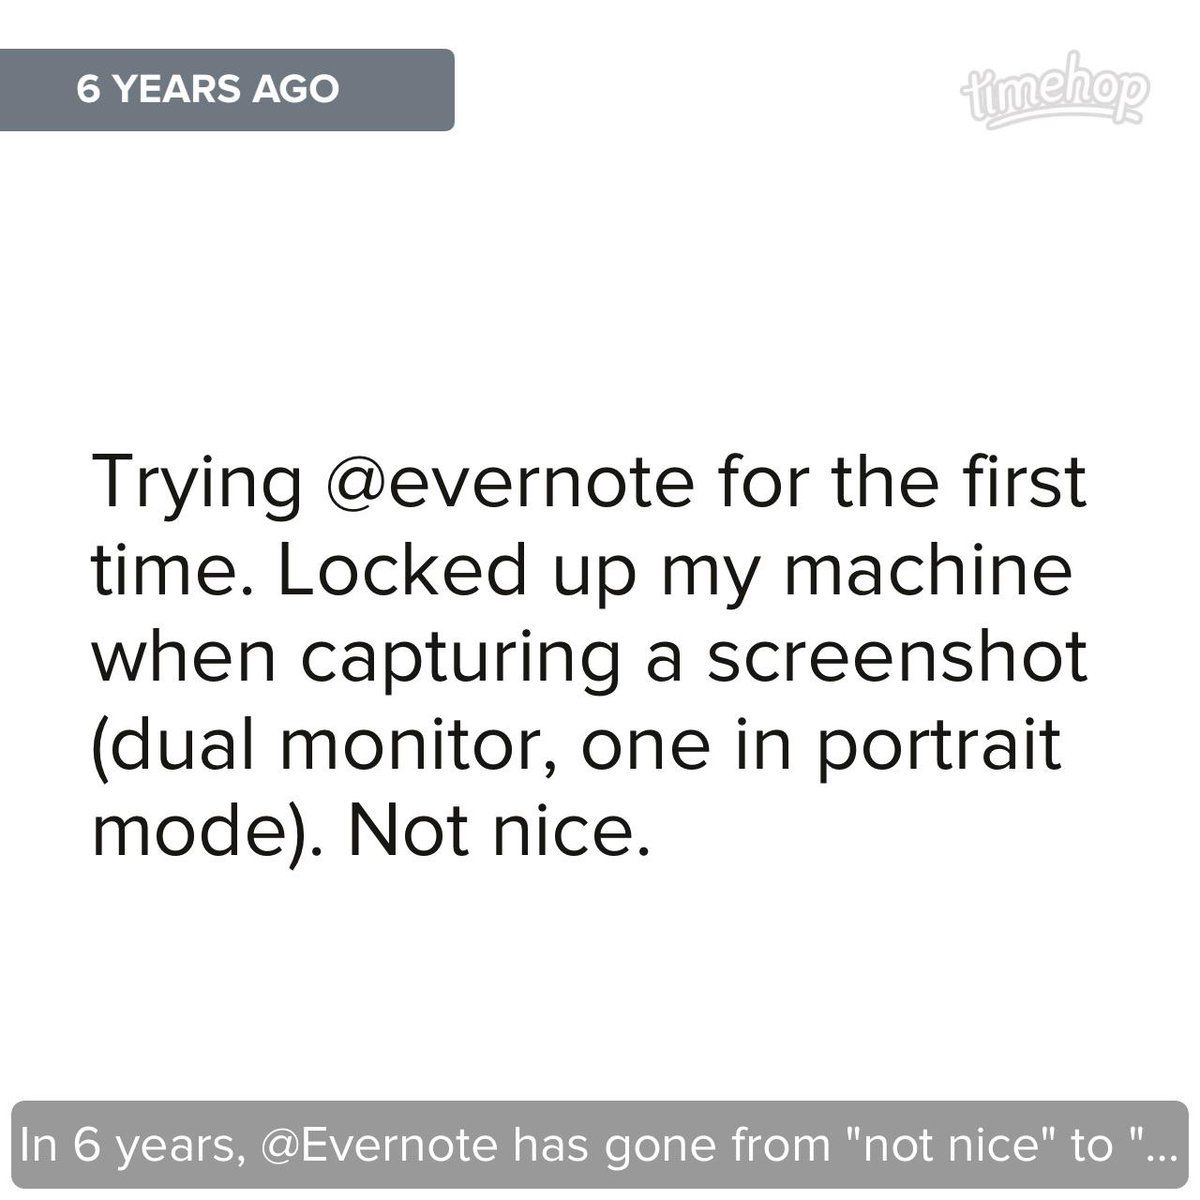 6 YEARS AGO
timehop
Trying @evernote for the first
time. Locked up my machine
when capturing a screenshot
(dual monitor, one in portrait
mode). Not nice.
In 6 years, @Evernote has gone from "not nice" to "...